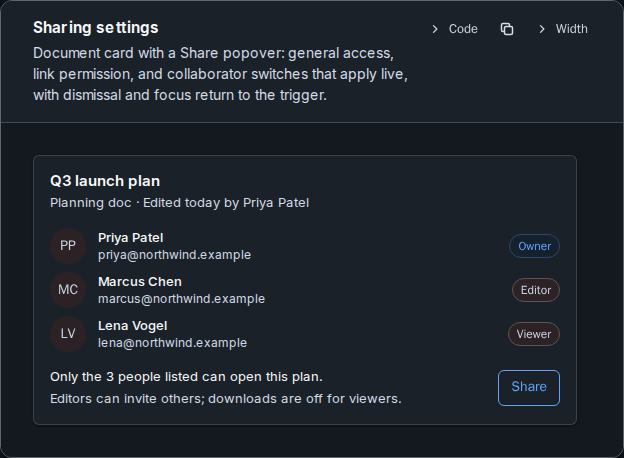 Sharing settings
Code
Width
Document card with a Share popover: general access,
link permission, and collaborator switches that apply live,
with dismissal and focus return to the trigger.
Q3 launch plan
Planning doc · Edited today by Priya Patel
PP
Priya Patel
priya@northwind.example
Owner
MC
Marcus Chen
marcus@northwind.example
Editor
LV
Lena Vogel
lena@northwind.example
Viewer
Only the 3 people listed can open this plan.
Editors can invite others; downloads are off for viewers.
Share